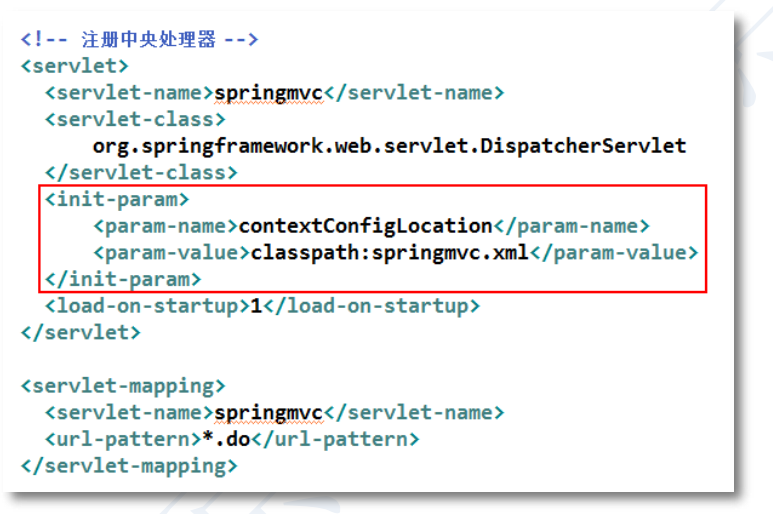 <!-- 注册中央处理器 -->
<servlet>
<servlet-name>springmvc</servlet-name>
<servlet-class>
org.springframework.web.servlet.DispatcherServlet
</servlet-class>
<init-param>
<param-name>contextConfigLocation</param-name>
<param-value>classpath:springmvc.xml</param-value>
</init-param>
<load-on-startup>1</load-on-startup>
</servlet>
<servlet-mapping>
<servlet-name>springmvc</servlet-name>
<url-pattern>*.do</url-pattern>
</servlet-mapping>